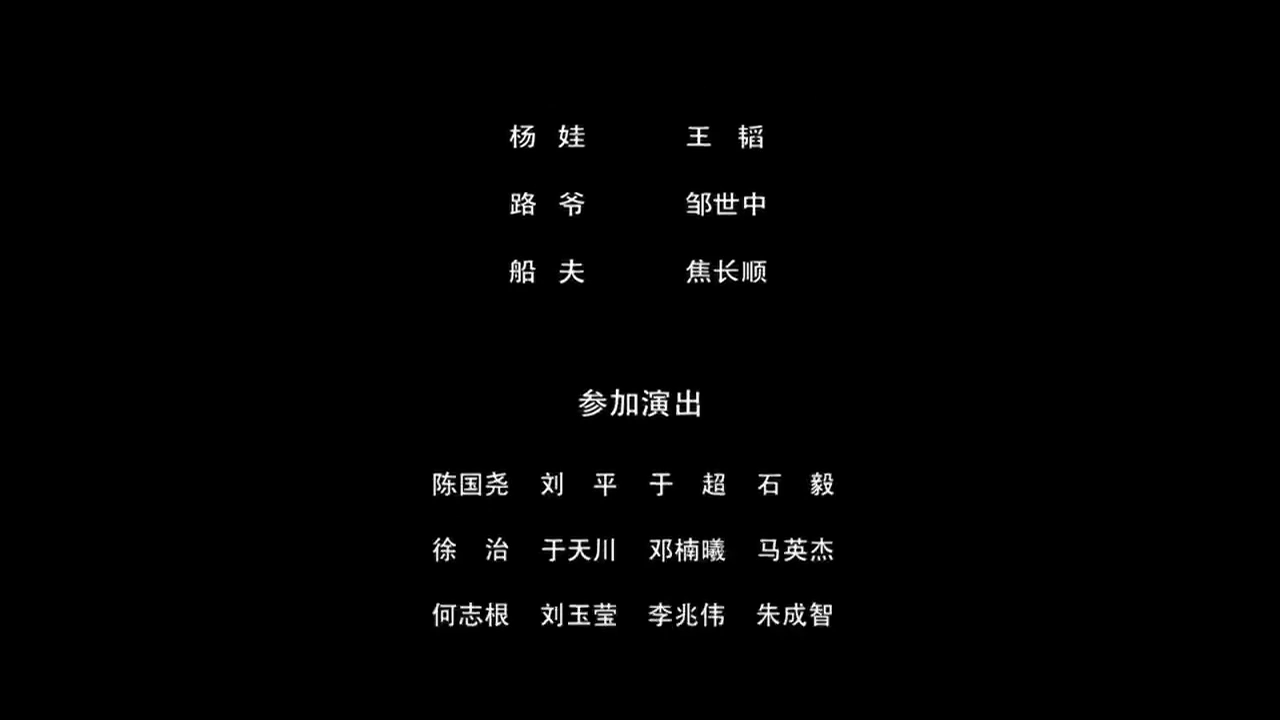 杨 娃 王 韬
路 爷 邹世中
船 夫 焦长顺
参加演出
陈国尧 刘 平 于 超 石 毅
徐 治 于天川 邓楠曦 马英杰
何志根 刘玉莹 李兆伟 朱成智